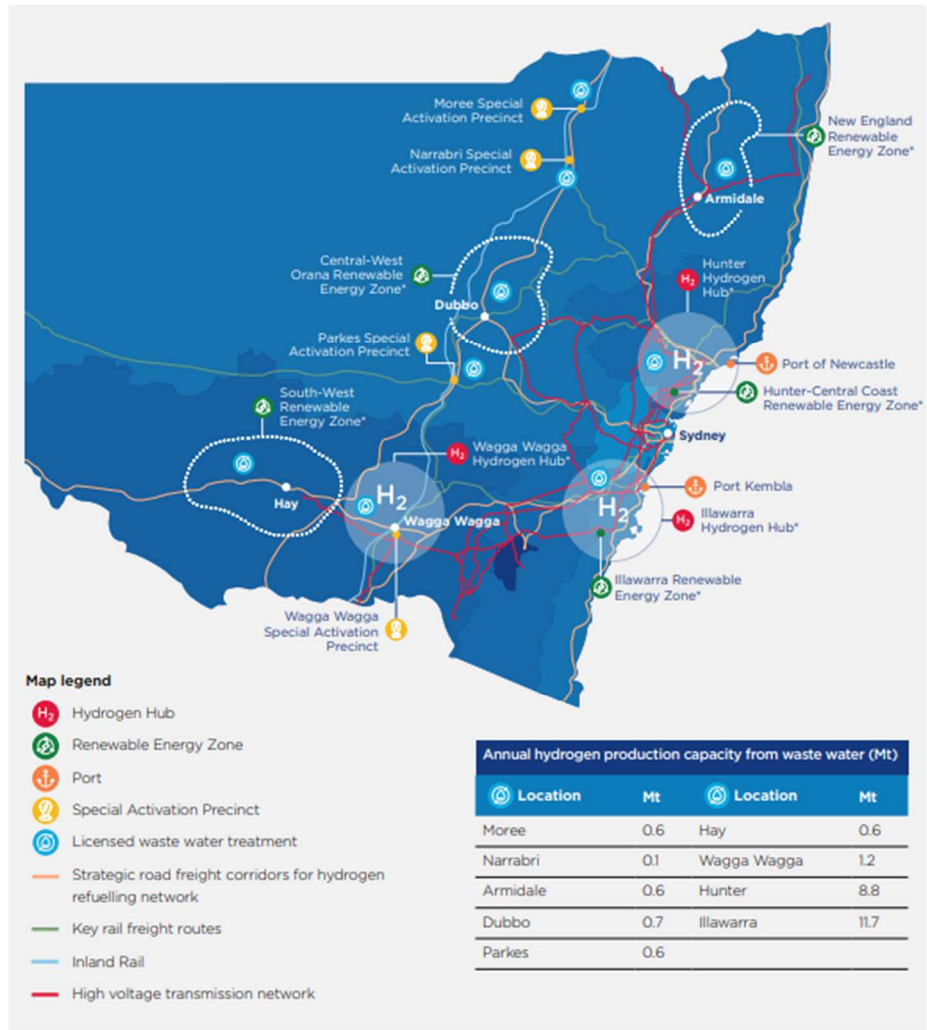 Moree Special
Activation Precinct
Narrabri Special
Activation Precinct
New England
Renewable
Energy Zone*
Armidale
Central-West
Orana Renewable
Energy Zone*
Hunter
Hydrogen
Hub*
Dubbo
Parkes Special
Activation Precinct
H₂
H₂
Port of Newcastle
South-West
Renewable
Energy Zone*
Hunter-Central Coast
Renewable Energy Zone*
Sydney
H₂
Wagga Wagga
Hydrogen Hub*
Hay
H₂
Wagga Wagga
H₂
Port Kembla
H₂
Illawarra
Hydrogen Hub*
Illawarra Renewable
Energy Zone*
Wagga Wagga
Special Activation
Precinct
Map legend
H₂ Hydrogen Hub
Renewable Energy Zone
Port
Special Activation Precinct
Licensed waste water treatment
Strategic road freight corridors for hydrogen
refuelling network
Key rail freight routes
Inland Rail
High voltage transmission network
Annual hydrogen production capacity from waste water (Mt)
Location Mt Location Mt
Moree 0.6 Hay 0.6
Narrabri 0.1 Wagga Wagga 1.2
Armidale 0.6 Hunter 8.8
Dubbo 0.7 Illawarra 11.7
Parkes 0.6